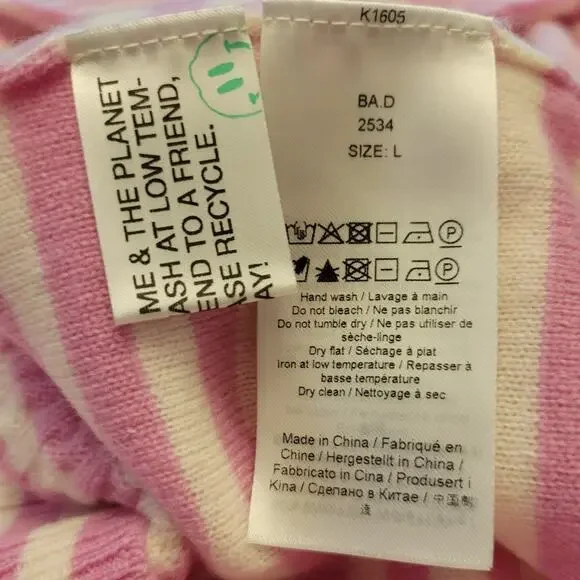 ME & THE PLANET
ASH AT LOW TEM-
END TO A FRIEND,
SE RECYCLE.
AY!
K1605
BA.D
2534
SIZE: L
Hand wash / Lavage à main
Do not bleach / Ne pas blanchir
Do not tumble dry / Ne pas utiliser de
sèche-linge
Dry flat / Séchage à plat
Iron at low temperature / Repasser à
basse température
Dry clean / Nettoyage à sec
Made in China / Fabriqué en
Chine / Hergestellt in China /
Fabbricato in Cina / Produsert i
Kina / Сделано в Китае / 中國製
造